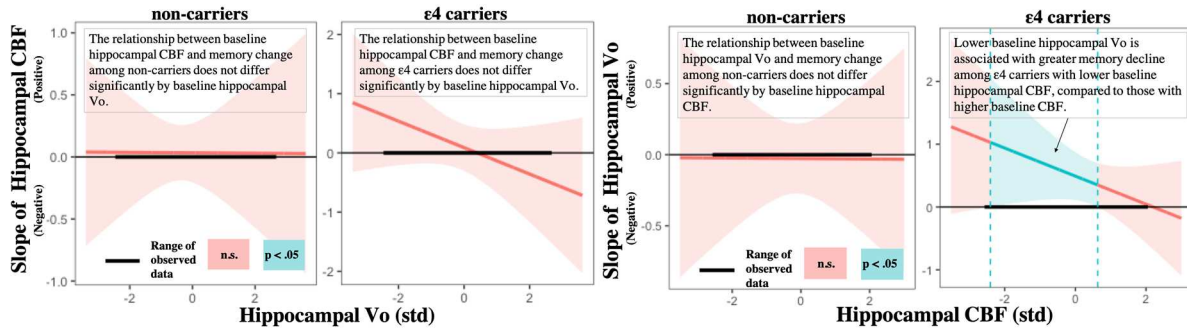 non-carriers
ε4 carriers
Slope of Hippocampal CBF
(Positive)
(Negative)
1.0
0.5
0.0
-0.5
-1.0
The relationship between baseline
hippocampal CBF and memory change
among non-carriers does not differ
significantly by baseline hippocampal
Vo.
Range of
observed
data
n.s.
p < .05
-2
0
2
2
1
0
-1
-2
The relationship between baseline
hippocampal CBF and memory change
among ε4 carriers does not differ
significantly by baseline hippocampal Vo.
-2
0
2
Hippocampal Vo (std)
non-carriers
ε4 carriers
Slope of Hippocampal Vo
(Positive)
(Negative)
0.5
0.0
-0.5
The relationship between baseline
hippocampal Vo and memory change
among non-carriers does not differ
significantly by baseline hippocampal
CBF.
Range of
observed
data
n.s.
p < .05
-2
0
2
2
1
0
-1
Lower baseline hippocampal Vo is
associated with greater memory decline
among ε4 carriers with lower baseline
hippocampal CBF, compared to those with
higher baseline CBF.
-2
0
2
Hippocampal CBF (std)